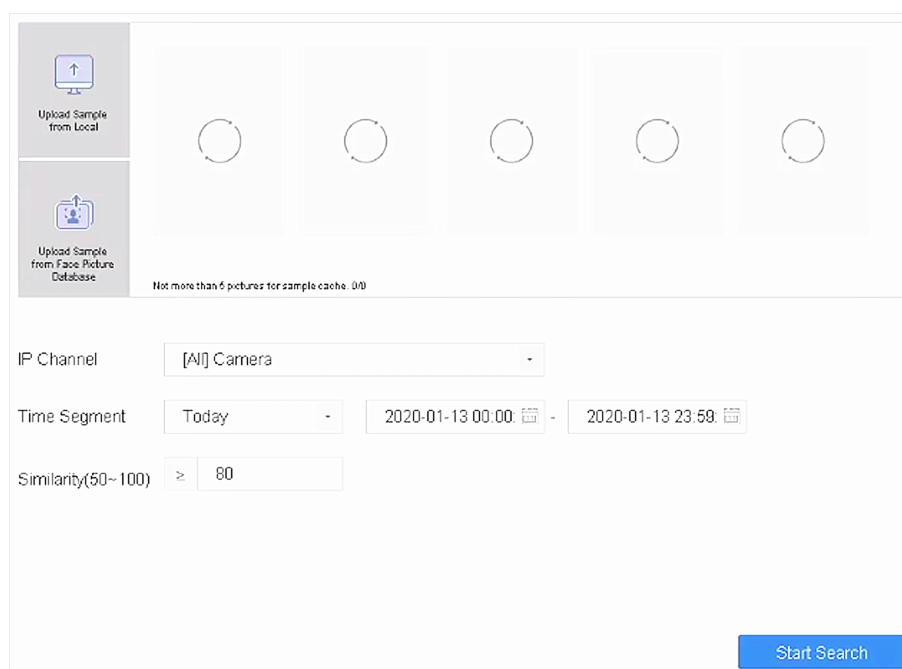 Upload Sample
from Local
Upload Sample
from Face Picture
Database
Not more than 6 pictures for sample cache. 0/0
IP Channel
[All] Camera
Time Segment
Today
2020-01-13 00:00:
-
2020-01-13 23:59:
Similarity(50~100)
≥
80
Start Search